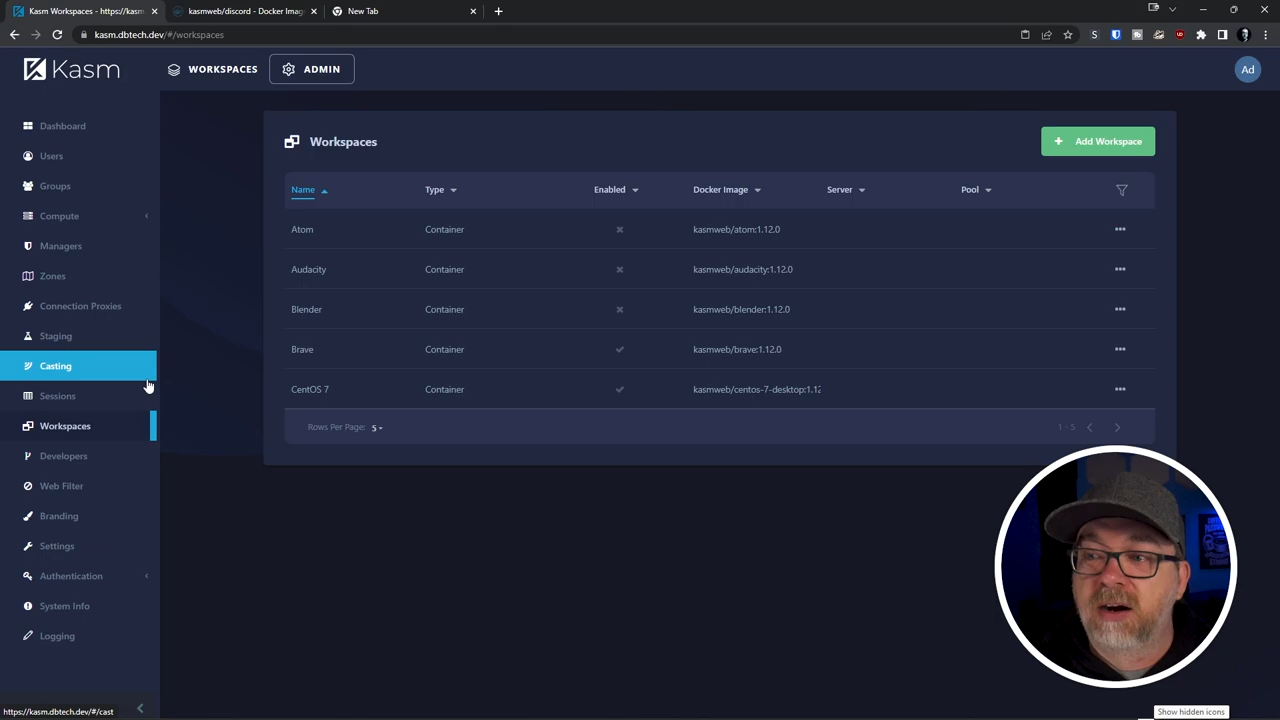 Kasm Workspaces - https://kasm
kasmweb/discord - Docker Image
New Tab
kasm.dbtech.dev/#/workspaces
Kasm
WORKSPACES
ADMIN
Ad
Dashboard
Users
Groups
Compute
Managers
Zones
Connection Proxies
Staging
Casting
Sessions
Workspaces
Developers
Web Filter
Branding
Settings
Authentication
System Info
Logging
Workspaces
+ Add Workspace
Name Type Enabled Docker Image Server Pool
Atom Container kasmweb/atom:1.12.0
Audacity Container kasmweb/audacity:1.12.0
Blender Container kasmweb/blender:1.12.0
Brave Container kasmweb/brave:1.12.0
CentOS 7 Container kasmweb/centos-7-desktop:1.12
Rows Per Page: 5 1 - 5
https://kasm.dbtech.dev/#/cast
Show hidden icons